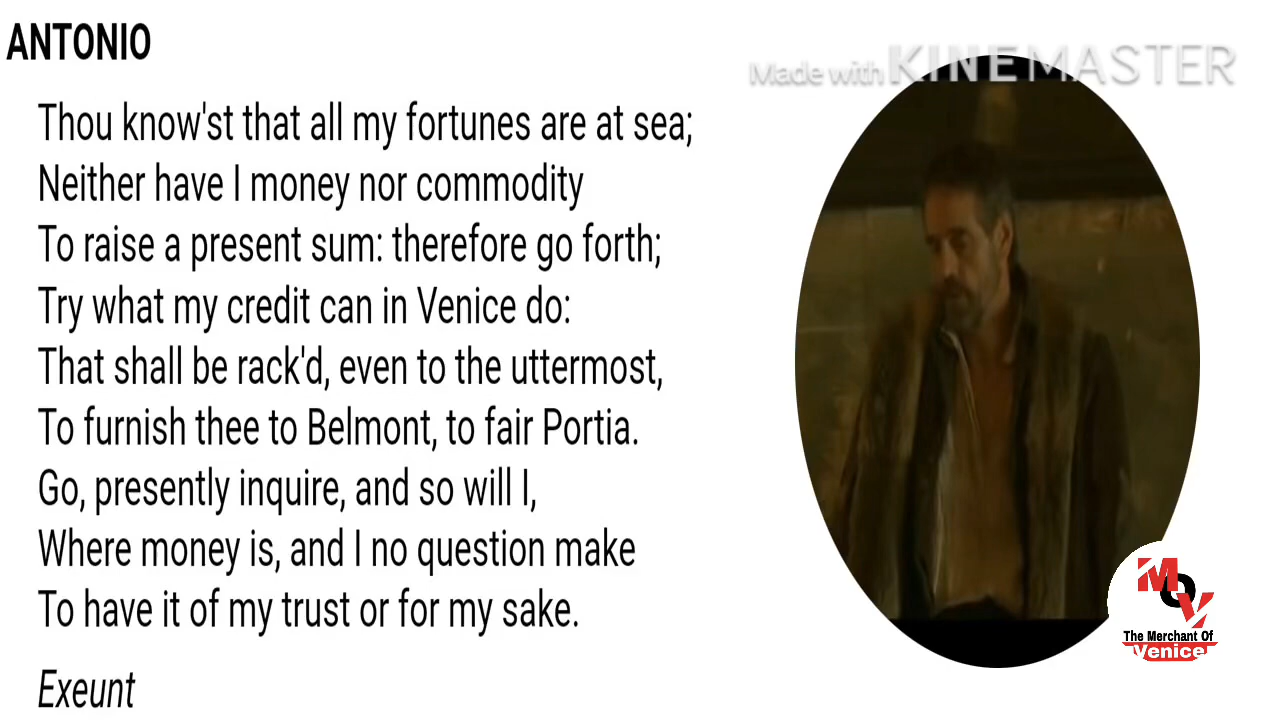 ANTONIO
Made with KINEMASTER
Thou know'st that all my fortunes are at sea;
Neither have I money nor commodity
To raise a present sum: therefore go forth;
Try what my credit can in Venice do:
That shall be rack'd, even to the uttermost,
To furnish thee to Belmont, to fair Portia.
Go, presently inquire, and so will I,
Where money is, and I no question make
To have it of my trust or for my sake.
Exeunt
MOV
The Merchant Of
Venice